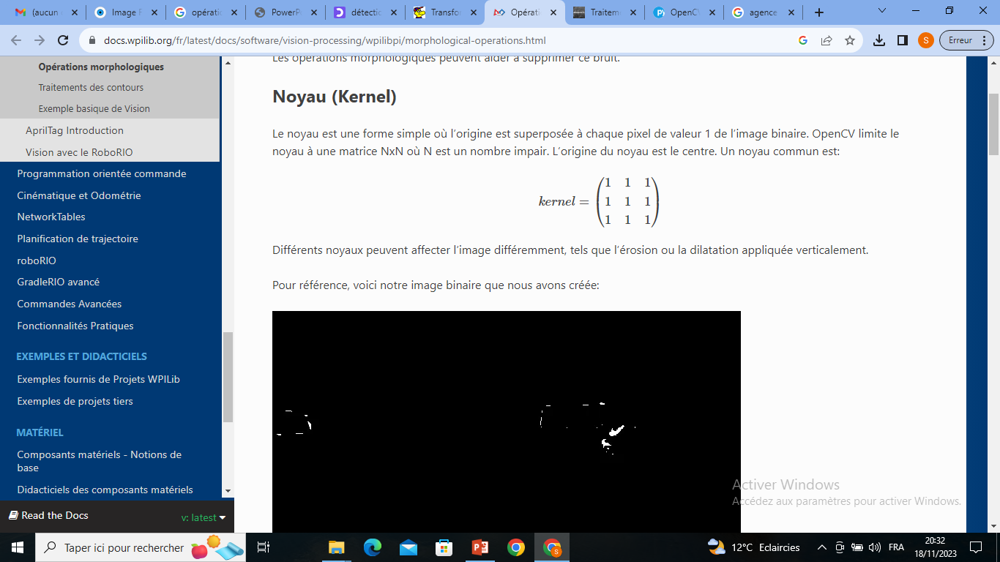 (aucun
Image F
opératio
PowerP
détectio
Transfo
Opérati
Traiteme
OpenCV
agence
docs.wpilib.org/fr/latest/docs/software/vision-processing/wpilibpi/morphological-operations.html
S
Erreur
Opérations morphologiques
Traitements des contours
Exemple basique de Vision
AprilTag Introduction
Vision avec le RoboRIO
Programmation orientée commande
Cinématique et Odométrie
NetworkTables
Planification de trajectoire
roboRIO
GradleRIO avancé
Commandes Avancées
Fonctionnalités Pratiques
EXEMPLES ET DIDACTICIELS
Exemples fournis de Projets WPILib
Exemples de projets tiers
MATÉRIEL
Composants matériels - Notions de
base
Didacticiels des composants matériels
Read the Docs
v: latest
Les opérations morphologiques peuvent aider à supprimer ce bruit.
Noyau (Kernel)
Le noyau est une forme simple où l'origine est superposée à chaque pixel de valeur 1 de l'image binaire. OpenCV limite le
noyau à une matrice NxN où N est un nombre impair. L'origine du noyau est le centre. Un noyau commun est:
1 1 1
kernel = 1 1 1
1 1 1
Différents noyaux peuvent affecter l'image différemment, tels que l'érosion ou la dilatation appliquée verticalement.
Pour référence, voici notre image binaire que nous avons créée:
Activer Windows
Accédez aux paramètres pour activer Windows.
Taper ici pour rechercher
12°C Eclaircies
FRA
20:32
18/11/2023